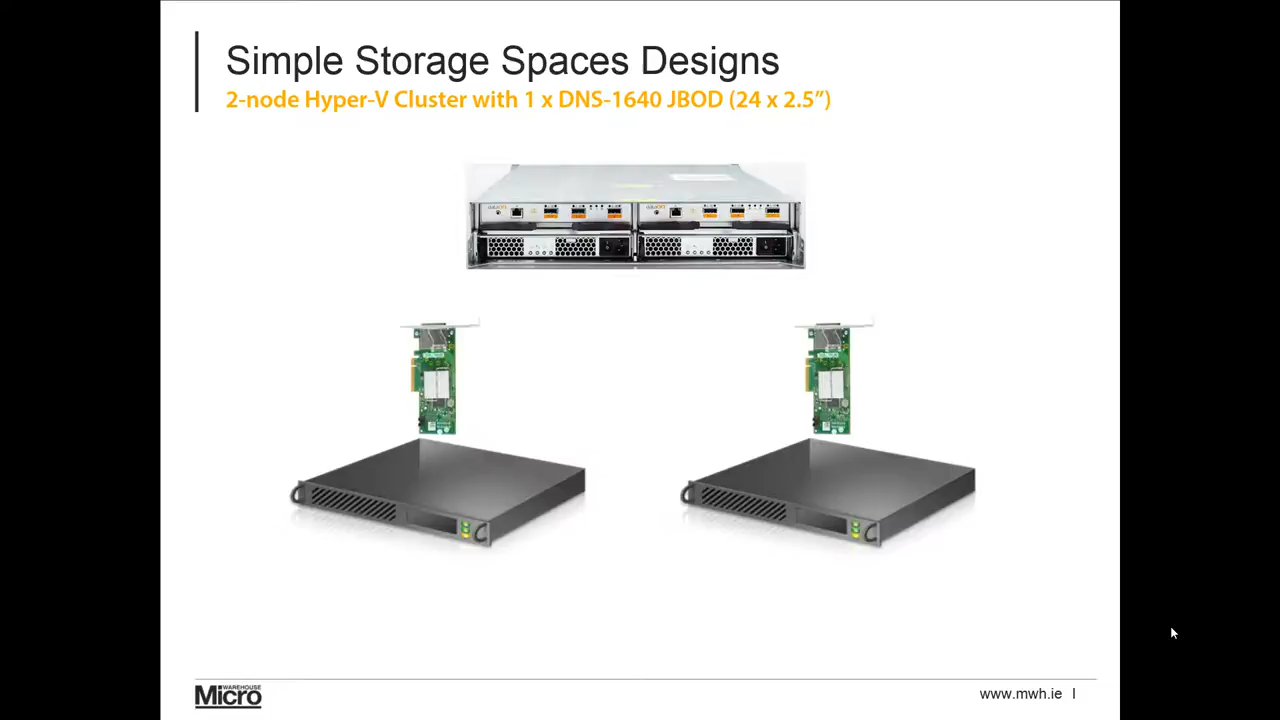 Simple Storage Spaces Designs
2-node Hyper-V Cluster with 1 x DNS-1640 JBOD (24 x 2.5”)
WAREHOUSE
Micro
www.mwh.ie |